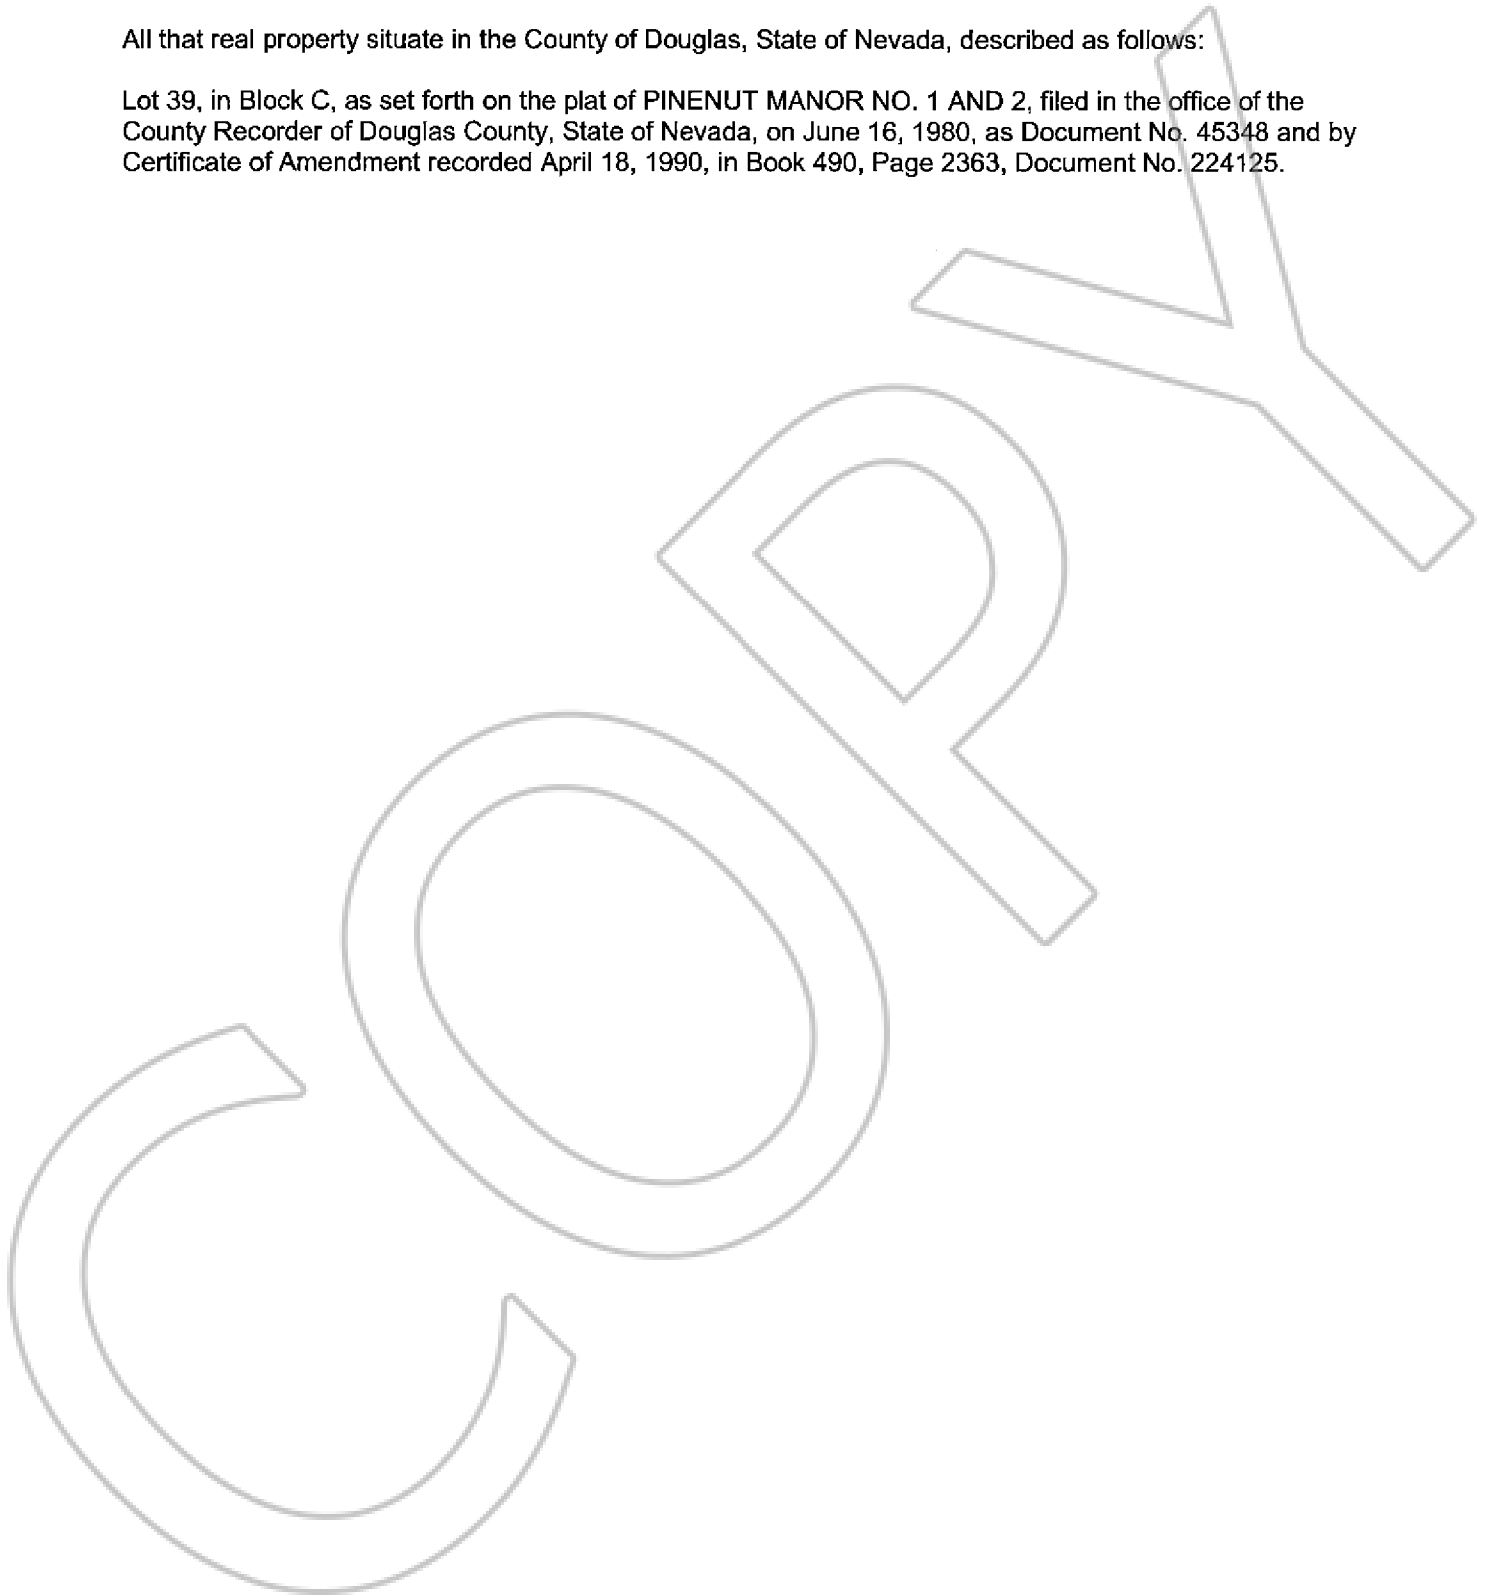 All that real property situate in the County of Douglas, State of Nevada, described as follows:
Lot 39, in Block C, as set forth on the plat of PINENUT MANOR NO. 1 AND 2, filed in the office of the
County Recorder of Douglas County, State of Nevada, on June 16, 1980, as Document No. 45348 and by
Certificate of Amendment recorded April 18, 1990, in Book 490, Page 2363, Document No. 224125.
COPY